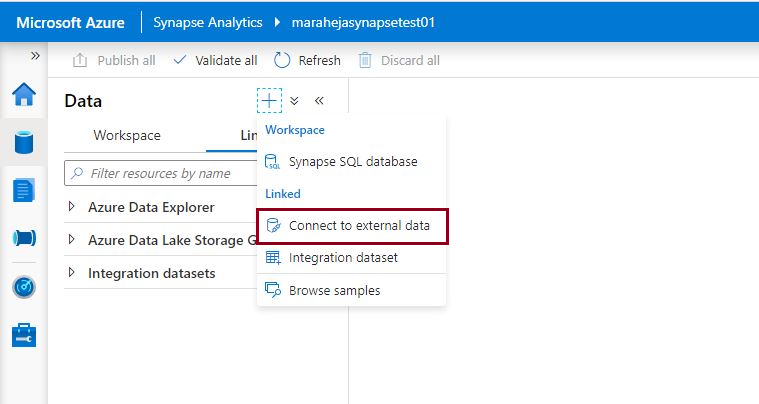 Microsoft Azure Synapse Analytics marahejasynapsetest01
» Publish all Validate all Refresh Discard all
Data
Workspace Lin
Filter resources by name
Azure Data Explorer
Azure Data Lake Storage G
Integration datasets
Workspace
SQL Synapse SQL database
Linked
Connect to external data
Integration dataset
Browse samples